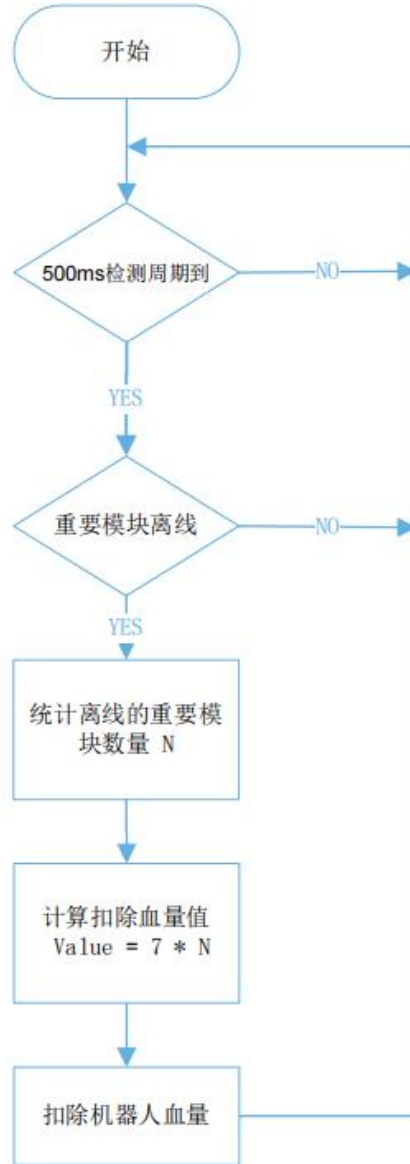 开始
500ms检测周期到
NO
YES
重要模块离线
NO
YES
统计离线的重要模
块数量 N
计算扣除血量值
Value = 7 * N
扣除机器人血量